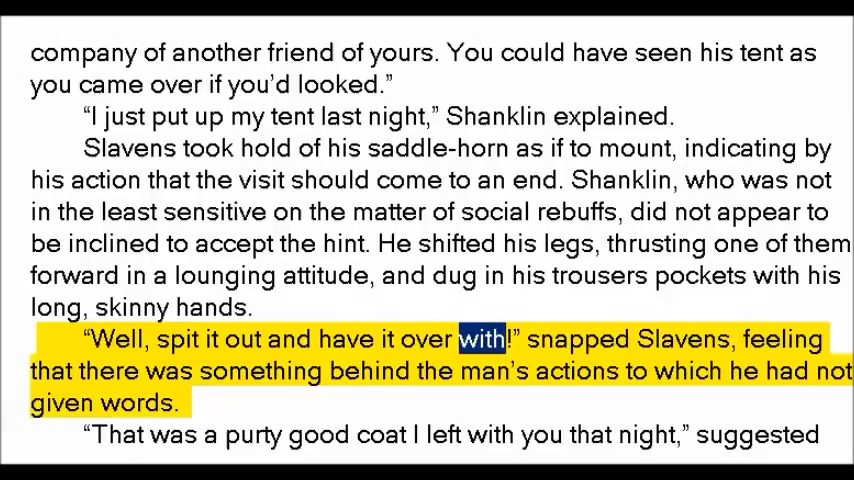 company of another friend of yours. You could have seen his tent as
you came over if you’d looked.”
“I just put up my tent last night,” Shanklin explained.
Slavens took hold of his saddle-horn as if to mount, indicating by
his action that the visit should come to an end. Shanklin, who was not
in the least sensitive on the matter of social rebuffs, did not appear to
be inclined to accept the hint. He shifted his legs, thrusting one of them
forward in a lounging attitude, and dug in his trousers pockets with his
long, skinny hands.
“Well, spit it out and have it over with!” snapped Slavens, feeling
that there was something behind the man’s actions to which he had not
given words.
“That was a purty good coat I left with you that night,” suggested